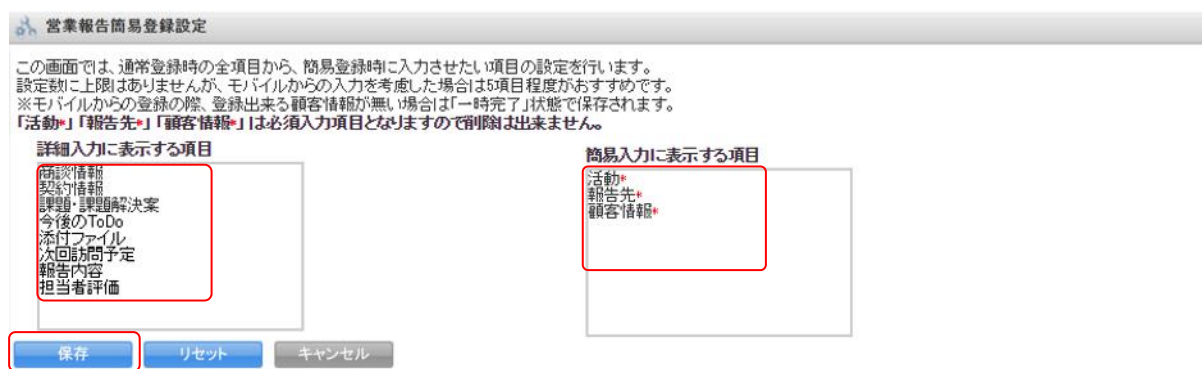 営業報告簡易登録設定
この画面では、通常登録時の全項目から、簡易登録時に入力させたい項目の設定を行います。
設定数に上限はありませんが、モバイルからの入力を考慮した場合は5項目程度がおすすめです。
※モバイルからの登録の際、登録出来る顧客情報が無い場合は「一時完了」状態で保存されます。
「活動*」「報告先*」「顧客情報*」は必須入力項目となりますので削除は出来ません。
詳細入力に表示する項目
商談情報
契約情報
課題・課題解決案
今後のToDo
添付ファイル
次回訪問予定
報告内容
担当者評価
簡易入力に表示する項目
活動*
報告先*
顧客情報*
保存
リセット
キャンセル